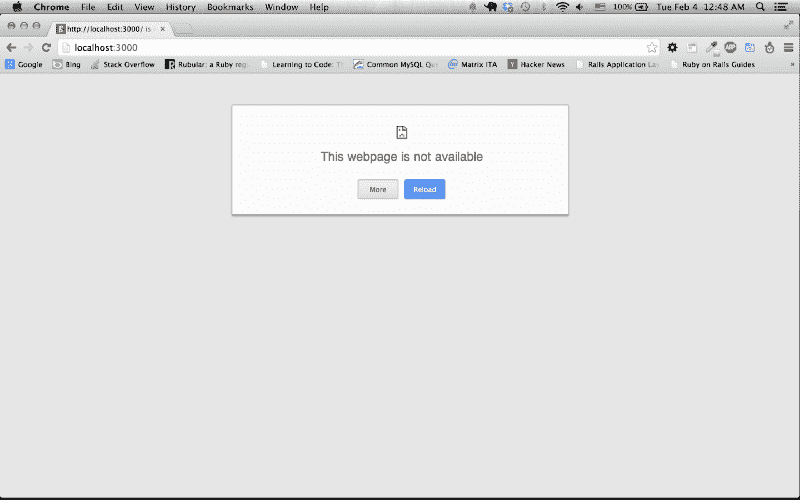 Chrome File Edit View History Bookmarks Window Help 100% Tue Feb 4 12:48 AM
http://localhost:3000/ is
localhost:3000
Google Bing Stack Overflow Rubular: a Ruby reg Learning to Code: Th Common MySQL Que Matrix ITA Hacker News Rails Application La Ruby on Rails Guides »
This webpage is not available
More Reload